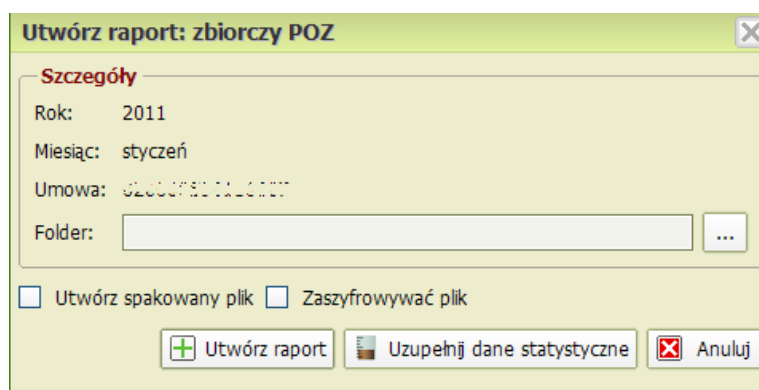 Utwórz raport: zbiorczy POZ
Szczegóły
Rok: 2011
Miesiąc: styczeń
Umowa:
Folder: ...
Utwórz spakowany plik Zaszyfrowywać plik
Utwórz raport Uzupełnij dane statystyczne Anuluj